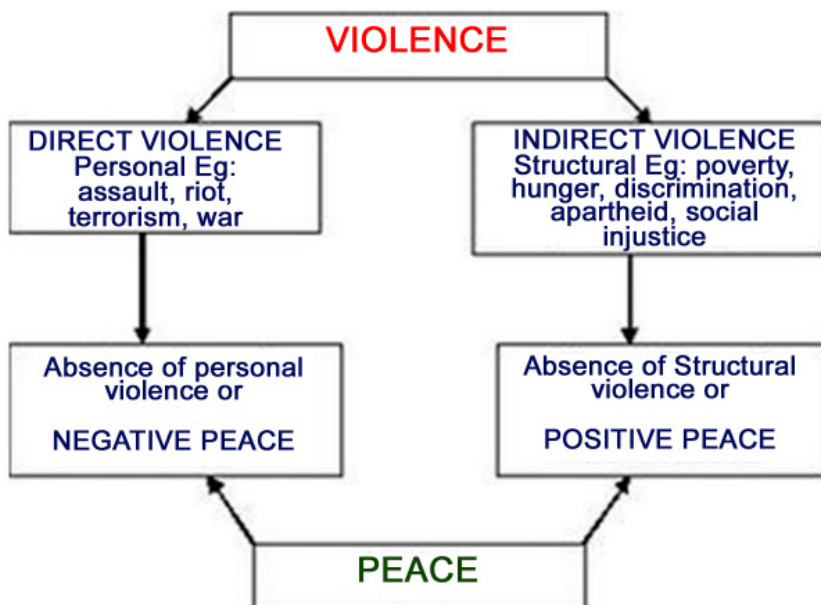 VIOLENCE
DIRECT VIOLENCE
Personal Eg:
assault, riot,
terrorism, war
INDIRECT VIOLENCE
Structural Eg: poverty,
hunger, discrimination,
apartheid, social
injustice
Absence of personal
violence or
NEGATIVE PEACE
Absence of Structural
violence or
POSITIVE PEACE
PEACE